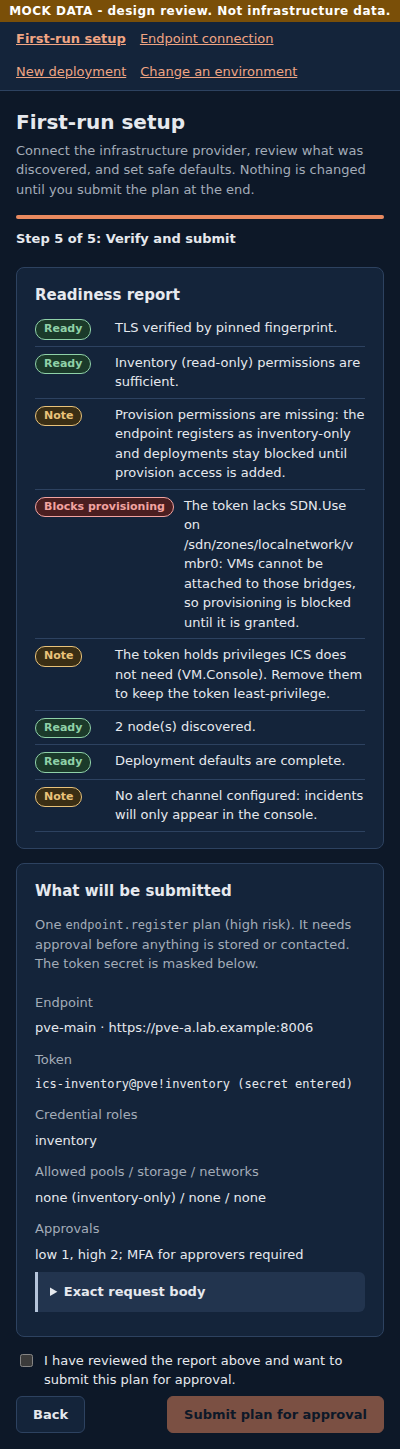 MOCK DATA - design review. Not infrastructure data.
First-run setup Endpoint connection
New deployment Change an environment
First-run setup
Connect the infrastructure provider, review what was
discovered, and set safe defaults. Nothing is changed
until you submit the plan at the end.
Step 5 of 5: Verify and submit
Readiness report
Ready TLS verified by pinned fingerprint.
Ready Inventory (read-only) permissions are
sufficient.
Note Provision permissions are missing: the
endpoint registers as inventory-only
and deployments stay blocked until
provision access is added.
Blocks provisioning The token lacks SDN.Use
on
/sdn/zones/localnetwork/v
mbr0: VMs cannot be
attached to those bridges,
so provisioning is blocked
until it is granted.
Note The token holds privileges ICS does
not need (VM.Console). Remove them
to keep the token least-privilege.
Ready 2 node(s) discovered.
Ready Deployment defaults are complete.
Note No alert channel configured: incidents
will only appear in the console.
What will be submitted
One endpoint.register plan (high risk). It needs
approval before anything is stored or contacted.
The token secret is masked below.
Endpoint
pve-main · https://pve-a.lab.example:8006
Token
ics-inventory@pve!inventory (secret entered)
Credential roles
inventory
Allowed pools / storage / networks
none (inventory-only) / none / none
Approvals
low 1, high 2; MFA for approvers required
Exact request body
I have reviewed the report above and want to
submit this plan for approval.
Back Submit plan for approval